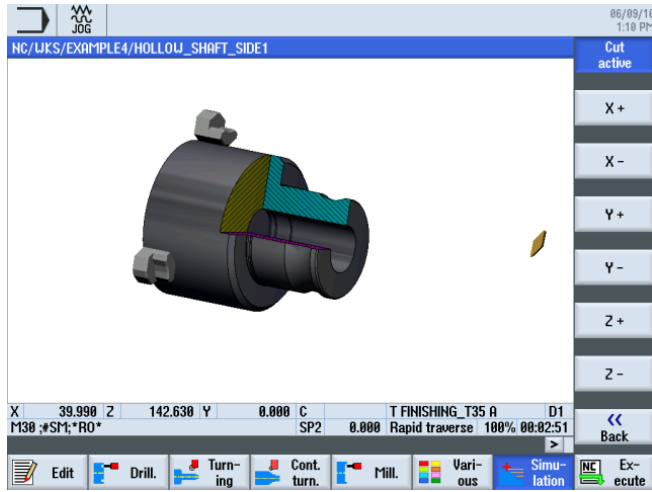 JOG
06/09/16
1:10 PM
NC/WKS/EXAMPLE4/HOLLOW_SHAFT_SIDE1
Cut
active
X +
X -
Y +
Y -
Z +
Z -
X 39.990 Z 142.630 Y 0.000 C T FINISHING_T35 A D1
M30 ;#SM;*RO* SP2 0.000 Rapid traverse 100% 00:02:51
>
<<
Back
Edit
Drill.
Turn-
ing
Cont.
turn.
Mill.
Vari-
ous
Simu-
lation
NC
Ex-
ecute